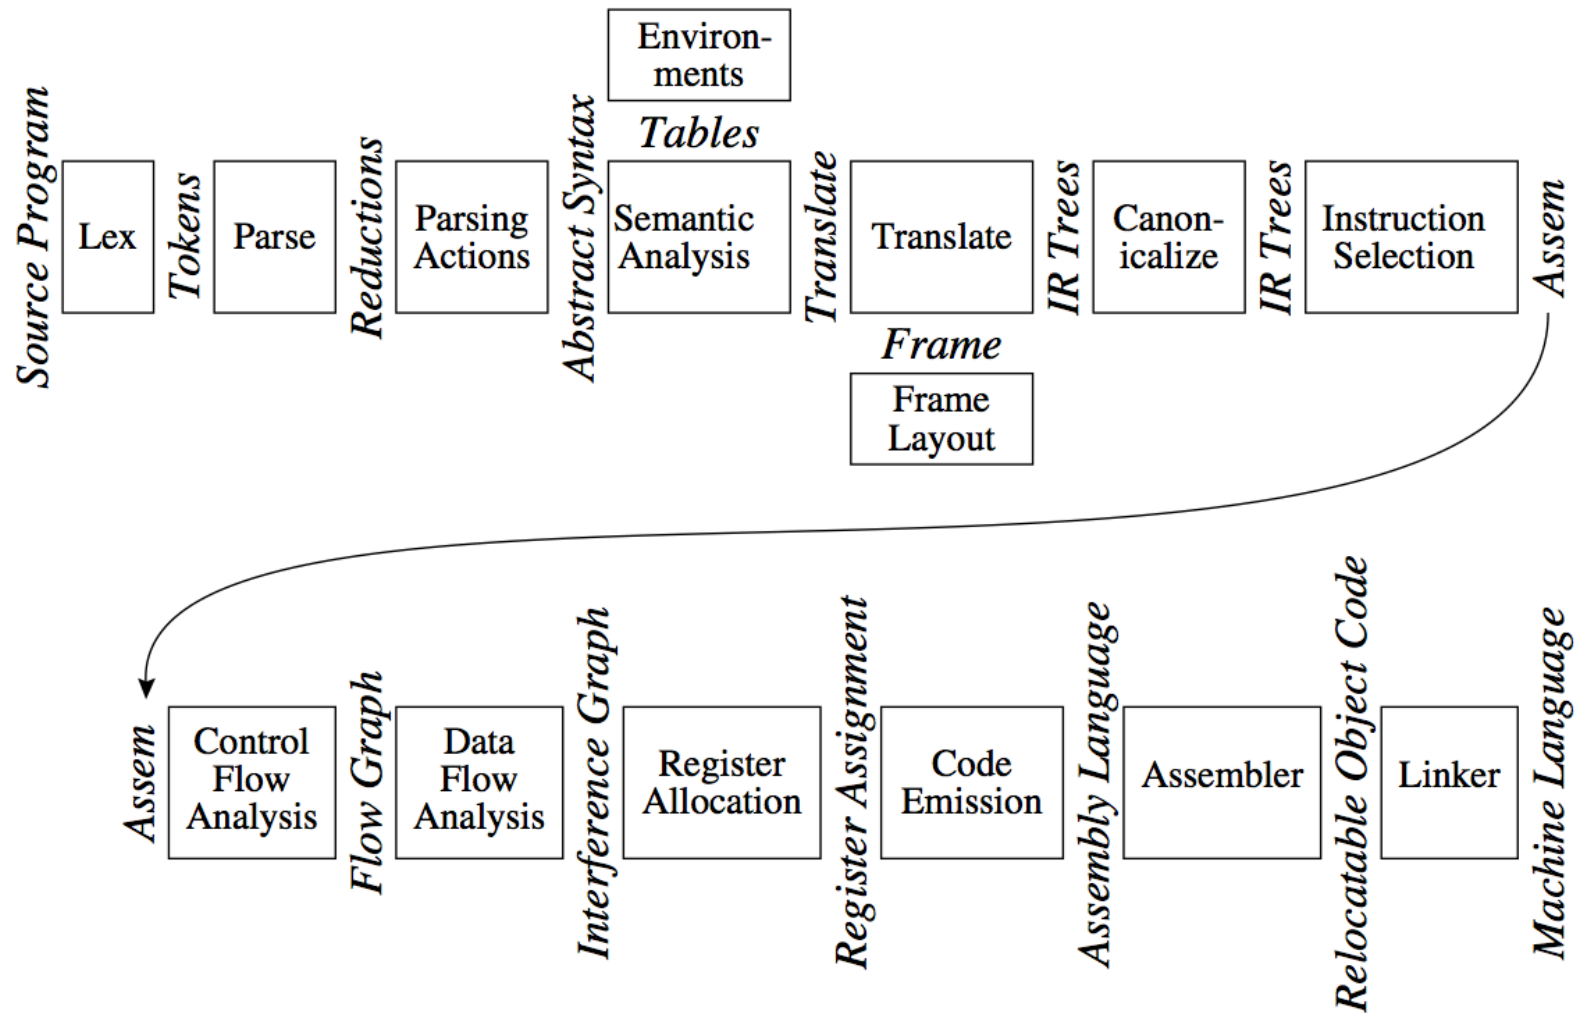 Environ-
ments
Tables
Source Program
Lex
Tokens
Parse
Reductions
Parsing
Actions
Abstract Syntax
Semantic
Analysis
Translate
Translate
IR Trees
Canon-
icalize
IR Trees
Instruction
Selection
Assem
Frame
Frame
Layout
Assem
Control
Flow
Analysis
Flow Graph
Data
Flow
Analysis
Interference Graph
Register
Allocation
Register Assignment
Code
Emission
Assembly Language
Assembler
Relocatable Object Code
Linker
Machine Language